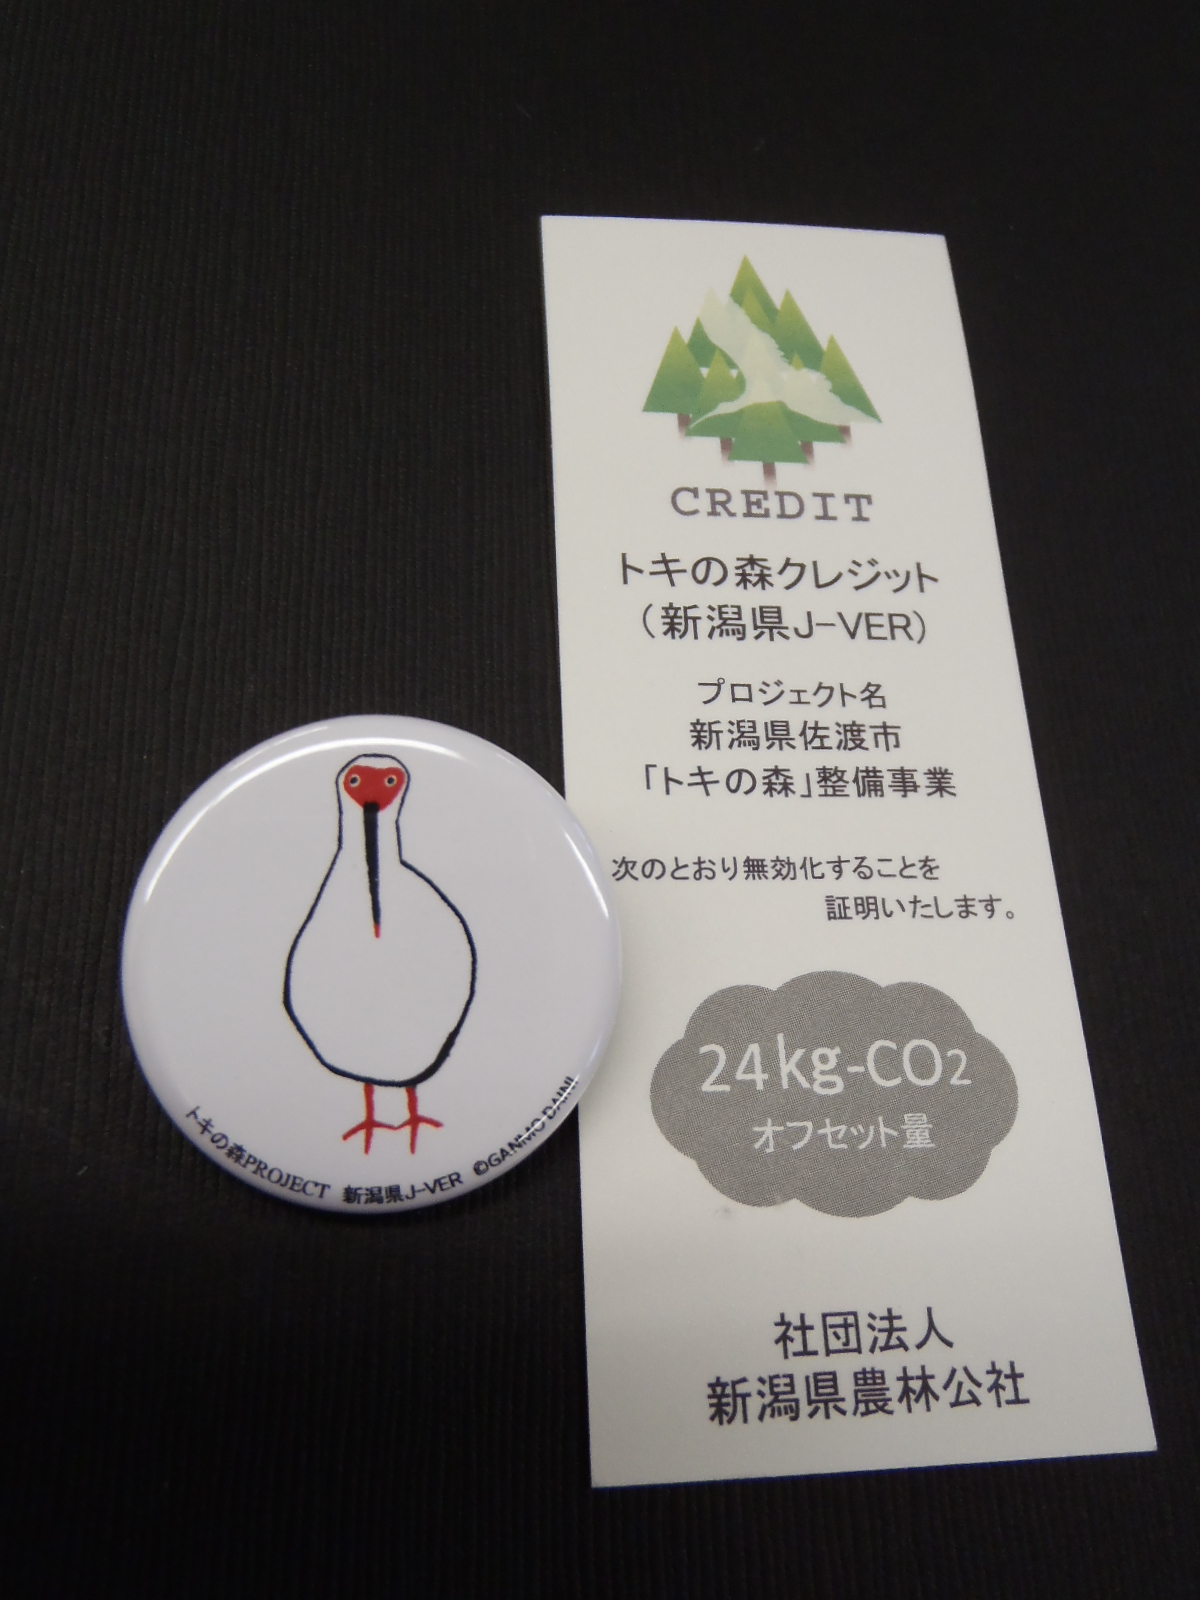 CREDIT
トキの森クレジット
（新潟県J-VER）
プロジェクト名
新潟県佐渡市
「トキの森」整備事業
次のとおり無効化することを
証明いたします。
24kg-CO2
オフセット量
社団法人
新潟県農林公社
トキの森PROJECT 新潟県J-VER ©GANMO DAINI